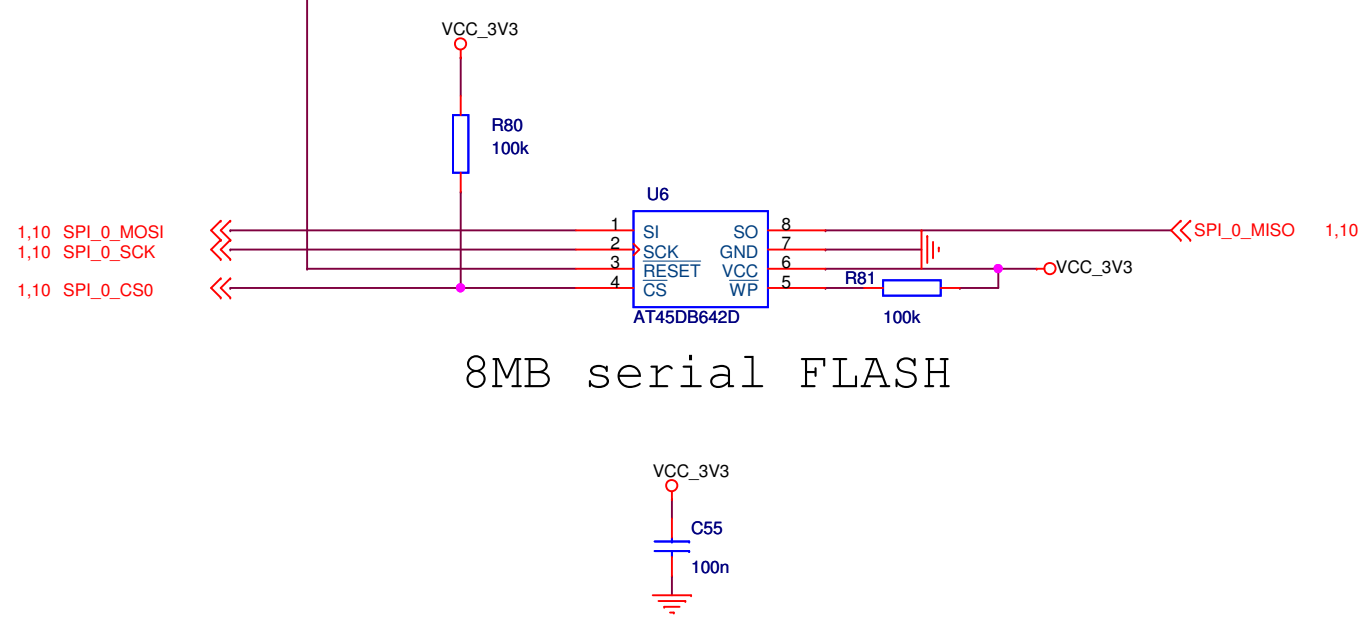 VCC_3V3
R80
100k
U6
1,10 SPI_0_MOSI
1 SI
SO 8
SPI_0_MISO 1,10
1,10 SPI_0_SCK
2 SCK
GND 7
3 RESET
VCC 6
VCC_3V3
1,10 SPI_0_CS0
4 CS
WP 5
R81
100k
AT45DB642D
8MB serial FLASH
VCC_3V3
C55
100n